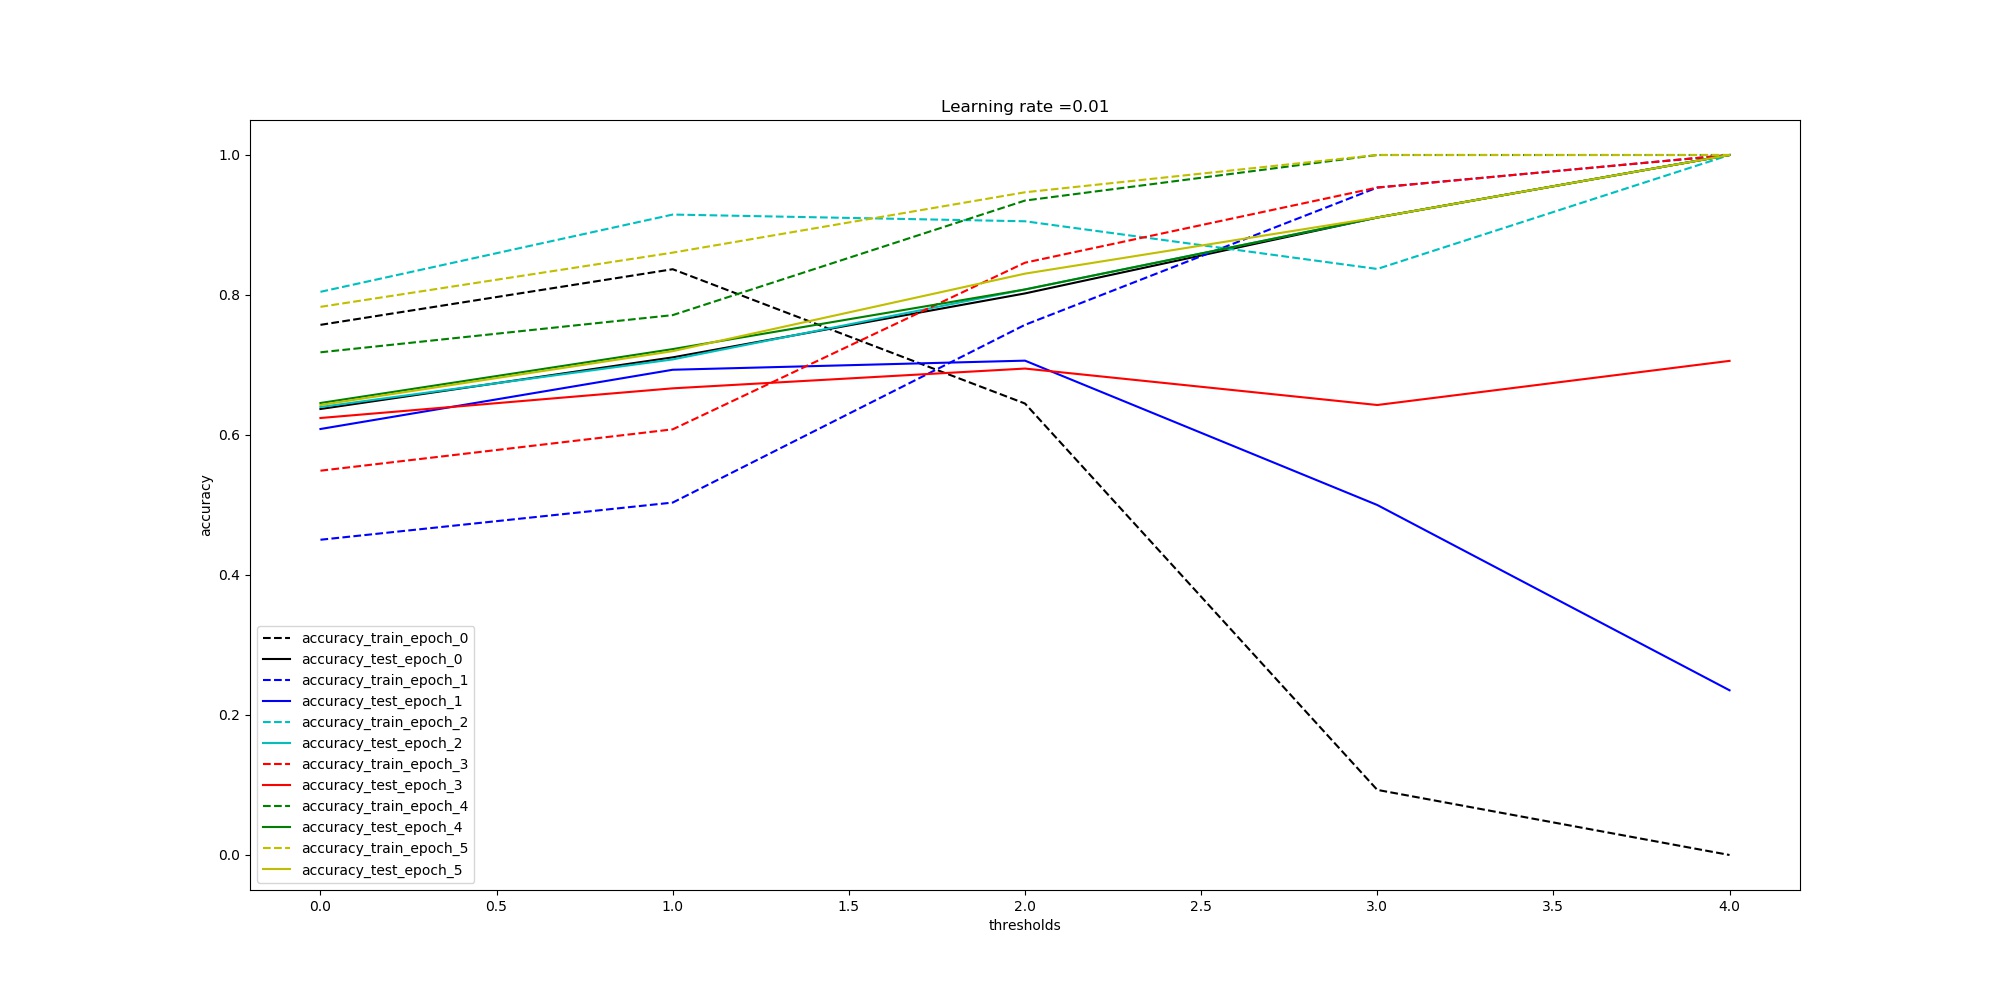 Learning rate =0.01
1.0
0.8
0.6
0.4
0.2
0.0
accuracy
accuracy_train_epoch_0
accuracy_test_epoch_0
accuracy_train_epoch_1
accuracy_test_epoch_1
accuracy_train_epoch_2
accuracy_test_epoch_2
accuracy_train_epoch_3
accuracy_test_epoch_3
accuracy_train_epoch_4
accuracy_test_epoch_4
accuracy_train_epoch_5
accuracy_test_epoch_5
0.0 0.5 1.0 1.5 2.0 2.5 3.0 3.5 4.0
thresholds